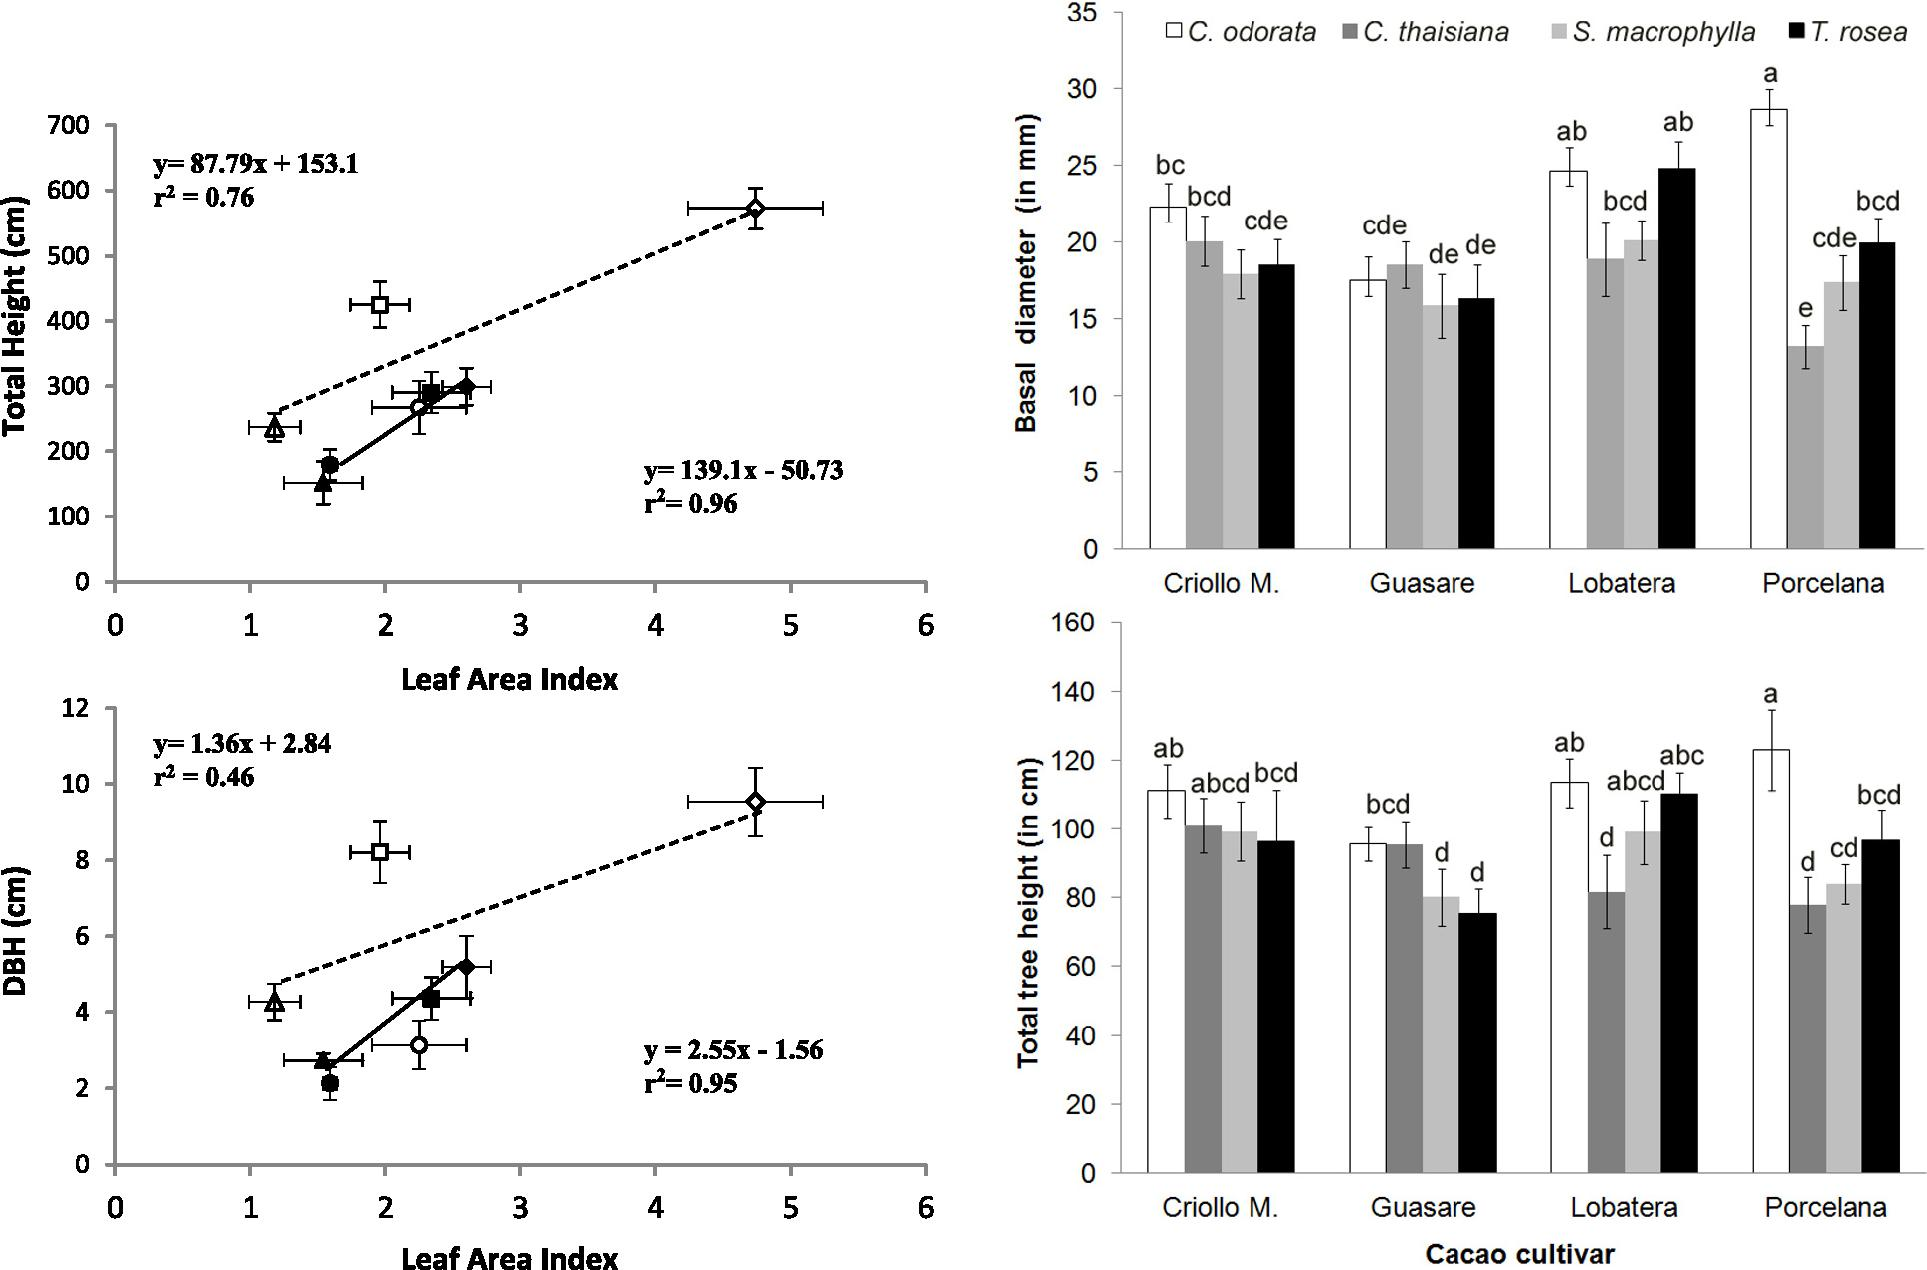 700
600
500
400
300
200
100
0
Total Height (cm)
y= 87.79x + 153.1
r² = 0.76
y= 139.1x - 50.73
r²= 0.96
0 1 2 3 4 5 6
Leaf Area Index
12
10
8
6
4
2
0
DBH (cm)
y= 1.36x + 2.84
r² = 0.46
y = 2.55x - 1.56
r²= 0.95
0 1 2 3 4 5 6
Leaf Area Index
35
30
25
20
15
10
5
0
Basal diameter (in mm)
C. odorata C. thaisiana S. macrophylla T. rosea
bc bcd cde
cde de de
ab bcd ab
a e cde bcd
Criollo M. Guasare Lobatera Porcelana
160
140
120
100
80
60
40
20
0
Total tree height (in cm)
ab abcd bcd
bcd d d
ab d abcd abc
a d cd bcd
Criollo M. Guasare Lobatera Porcelana
Cacao cultivar